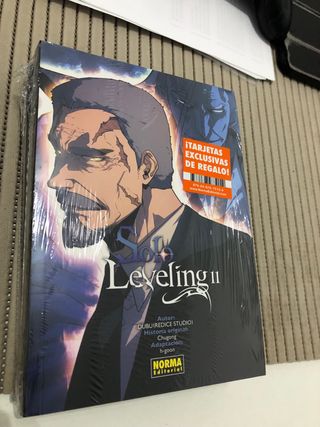 ¡TARJETAS
EXCLUSIVAS
DE REGALO!
Solo
Leveling 11
Autor:
DUBU(REDICE STUDIO)
Historia original:
Chugong
Adaptación:
h-goon
NORMA
Editorial